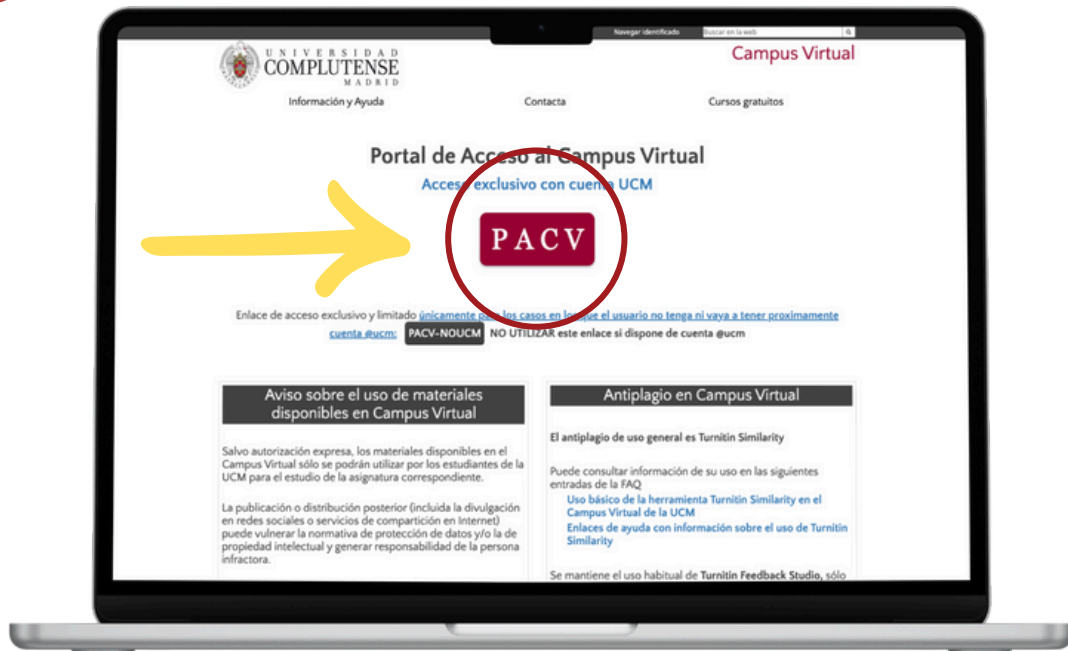 Navegar identificado
Buscar en la web
UNIVERSIDAD
COMPLUTENSE
MADRID
Campus Virtual
Información y Ayuda
Contacta
Cursos gratuitos
Portal de Acceso al Campus Virtual
Acceso exclusivo con cuenta UCM
PACV
Enlace de acceso exclusivo y limitado únicamente para los casos en los que el usuario no tenga ni vaya a tener proximamente
cuenta @ucm: PACV-NOUCM NO UTILIZAR este enlace si dispone de cuenta @ucm
Aviso sobre el uso de materiales
disponibles en Campus Virtual
Salvo autorización expresa, los materiales disponibles en el
Campus Virtual sólo se podrán utilizar por los estudiantes de la
UCM para el estudio de la asignatura correspondiente.
La publicación o distribución posterior (incluida la divulgación
en redes sociales o servicios de compartición en Internet)
puede vulnerar la normativa de protección de datos y/o la de
propiedad intelectual y generar responsabilidad de la persona
infractora.
Antiplagio en Campus Virtual
El antiplagio de uso general es Turnitin Similarity
Puede consultar información de su uso en las siguientes
entradas de la FAQ
Uso básico de la herramienta Turnitin Similarity en el
Campus Virtual de la UCM
Enlaces de ayuda con información sobre el uso de Turnitin
Similarity
Se mantiene el uso habitual de Turnitin Feedback Studio, sólo